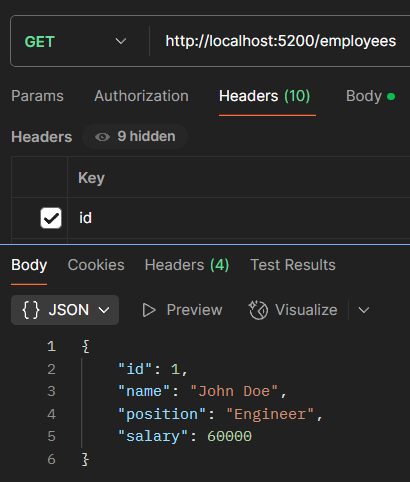 GET http://localhost:5200/employees
Params Authorization Headers (10) Body
Headers 9 hidden
Key
id
Body Cookies Headers (4) Test Results
{} JSON Preview Visualize
1 {
2 "id": 1,
3 "name": "John Doe",
4 "position": "Engineer",
5 "salary": 60000
6 }